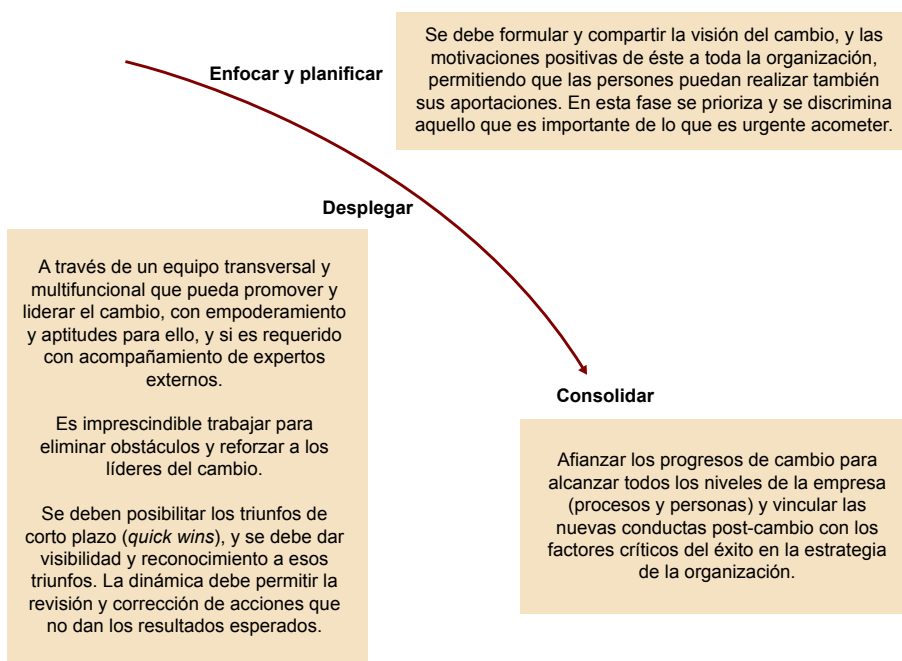 Enfocar y planificar
Se debe formular y compartir la visión del cambio, y las
motivaciones positivas de éste a toda la organización,
permitiendo que las personas puedan realizar también
sus aportaciones. En esta fase se prioriza y se discrimina
aquello que es importante de lo que es urgente acometer.
Desplegar
A través de un equipo transversal y
multifuncional que pueda promover y
liderar el cambio, con empoderamiento
y aptitudes para ello, y si es requerido
con acompañamiento de expertos
externos.
Es imprescindible trabajar para
eliminar obstáculos y reforzar a los
líderes del cambio.
Se deben posibilitar los triunfos de
corto plazo (quick wins), y se debe dar
visibilidad y reconocimiento a esos
triunfos. La dinámica debe permitir la
revisión y corrección de acciones que
no dan los resultados esperados.
Consolidar
Afianzar los progresos de cambio para
alcanzar todos los niveles de la empresa
(procesos y personas) y vincular las
nuevas conductas post-cambio con los
factores críticos del éxito en la estrategia
de la organización.